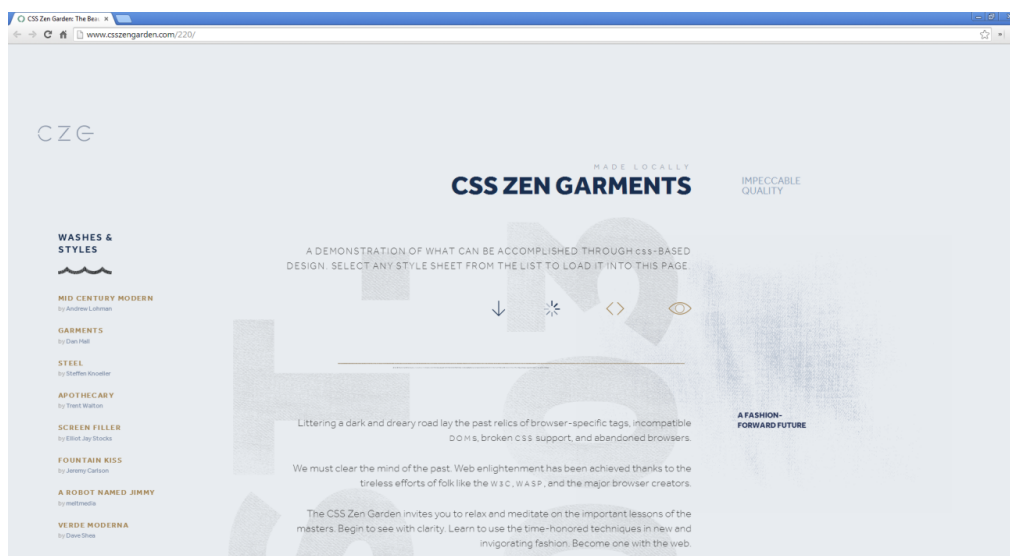 CSS Zen Garden: The Beau
www.csszengarden.com/220/
CZG
MADE LOCALLY
CSS ZEN GARMENTS
IMPECCABLE
QUALITY
WASHES &
STYLES
MID CENTURY MODERN
by Andrew Lohman
GARMENTS
by Dan Mall
STEEL
by Steffen Knoeller
APOTHECARY
by Trent Walton
SCREEN FILLER
by Elliot Jay Stocks
FOUNTAIN KISS
by Jeremy Carlson
A ROBOT NAMED JIMMY
by meltmedia
VERDE MODERNA
by Dave Shea
A DEMONSTRATION OF WHAT CAN BE ACCOMPLISHED THROUGH css-BASED
DESIGN. SELECT ANY STYLE SHEET FROM THE LIST TO LOAD IT INTO THIS PAGE.
Littering a dark and dreary road lay the past relics of browser-specific tags, incompatible
DOMs, broken CSS support, and abandoned browsers.
We must clear the mind of the past. Web enlightenment has been achieved thanks to the
tireless efforts of folk like the W3C, WASP, and the major browser creators.
The CSS Zen Garden invites you to relax and meditate on the important lessons of the
masters. Begin to see with clarity. Learn to use the time-honored techniques in new and
invigorating fashion. Become one with the web.
A FASHION-
FORWARD FUTURE